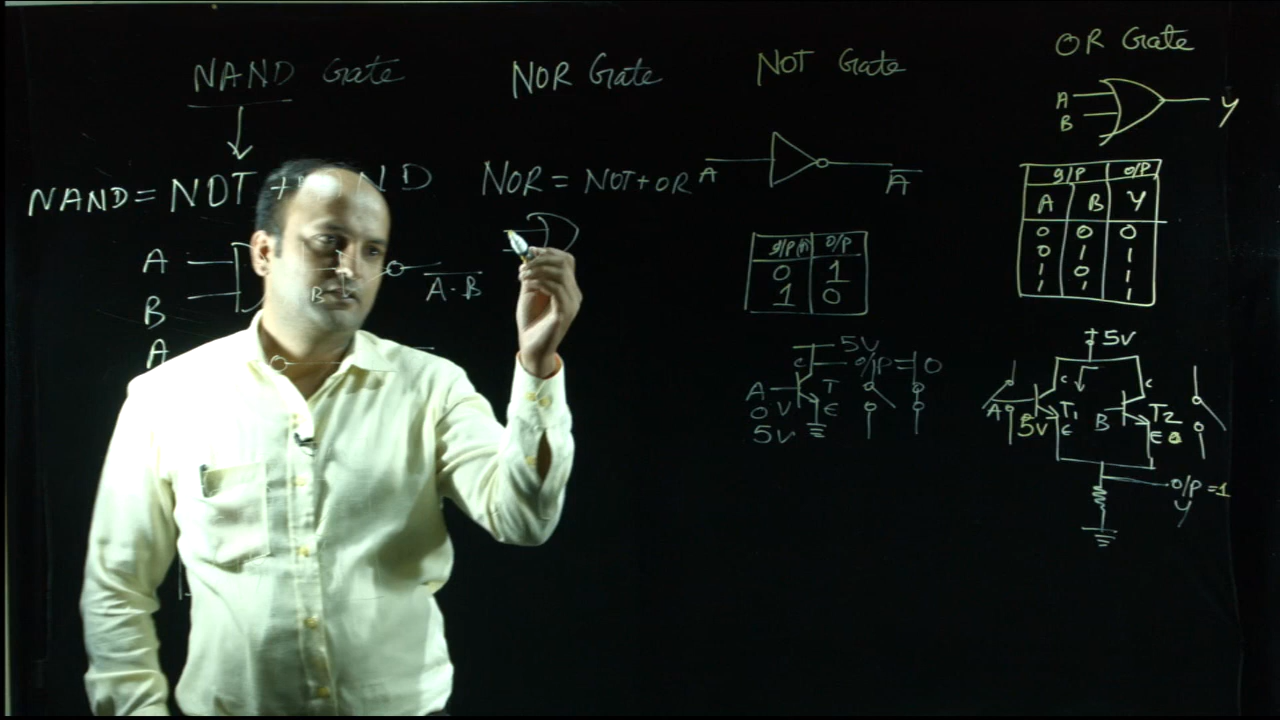 NAND Gate
NAND = NOT + ND
A
B
A
B
A·B
NOR Gate
NOR = NOT+OR
NOT Gate
A
A
I/P(A) O/P
0 1
1 0
5V
C
O/P = 0
A
T
0V
E
5V
OR Gate
A
B
Y
I/P O/P
A B Y
0 0 0
0 1 1
1 0 1
1 1 1
5V
C C
A T1 B T2
5V E E 0
O/P = 1
Y